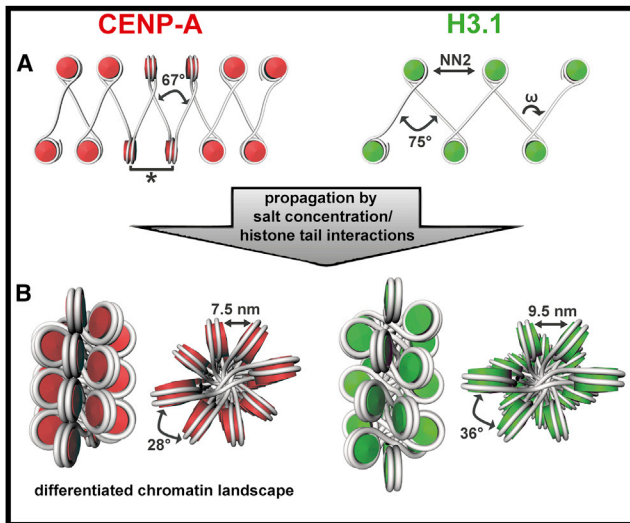 CENP-A
H3.1
A
67°
NN2
ω
75°
*
propagation by
salt concentration/
histone tail interactions
B
7.5 nm
9.5 nm
28°
36°
differentiated chromatin landscape